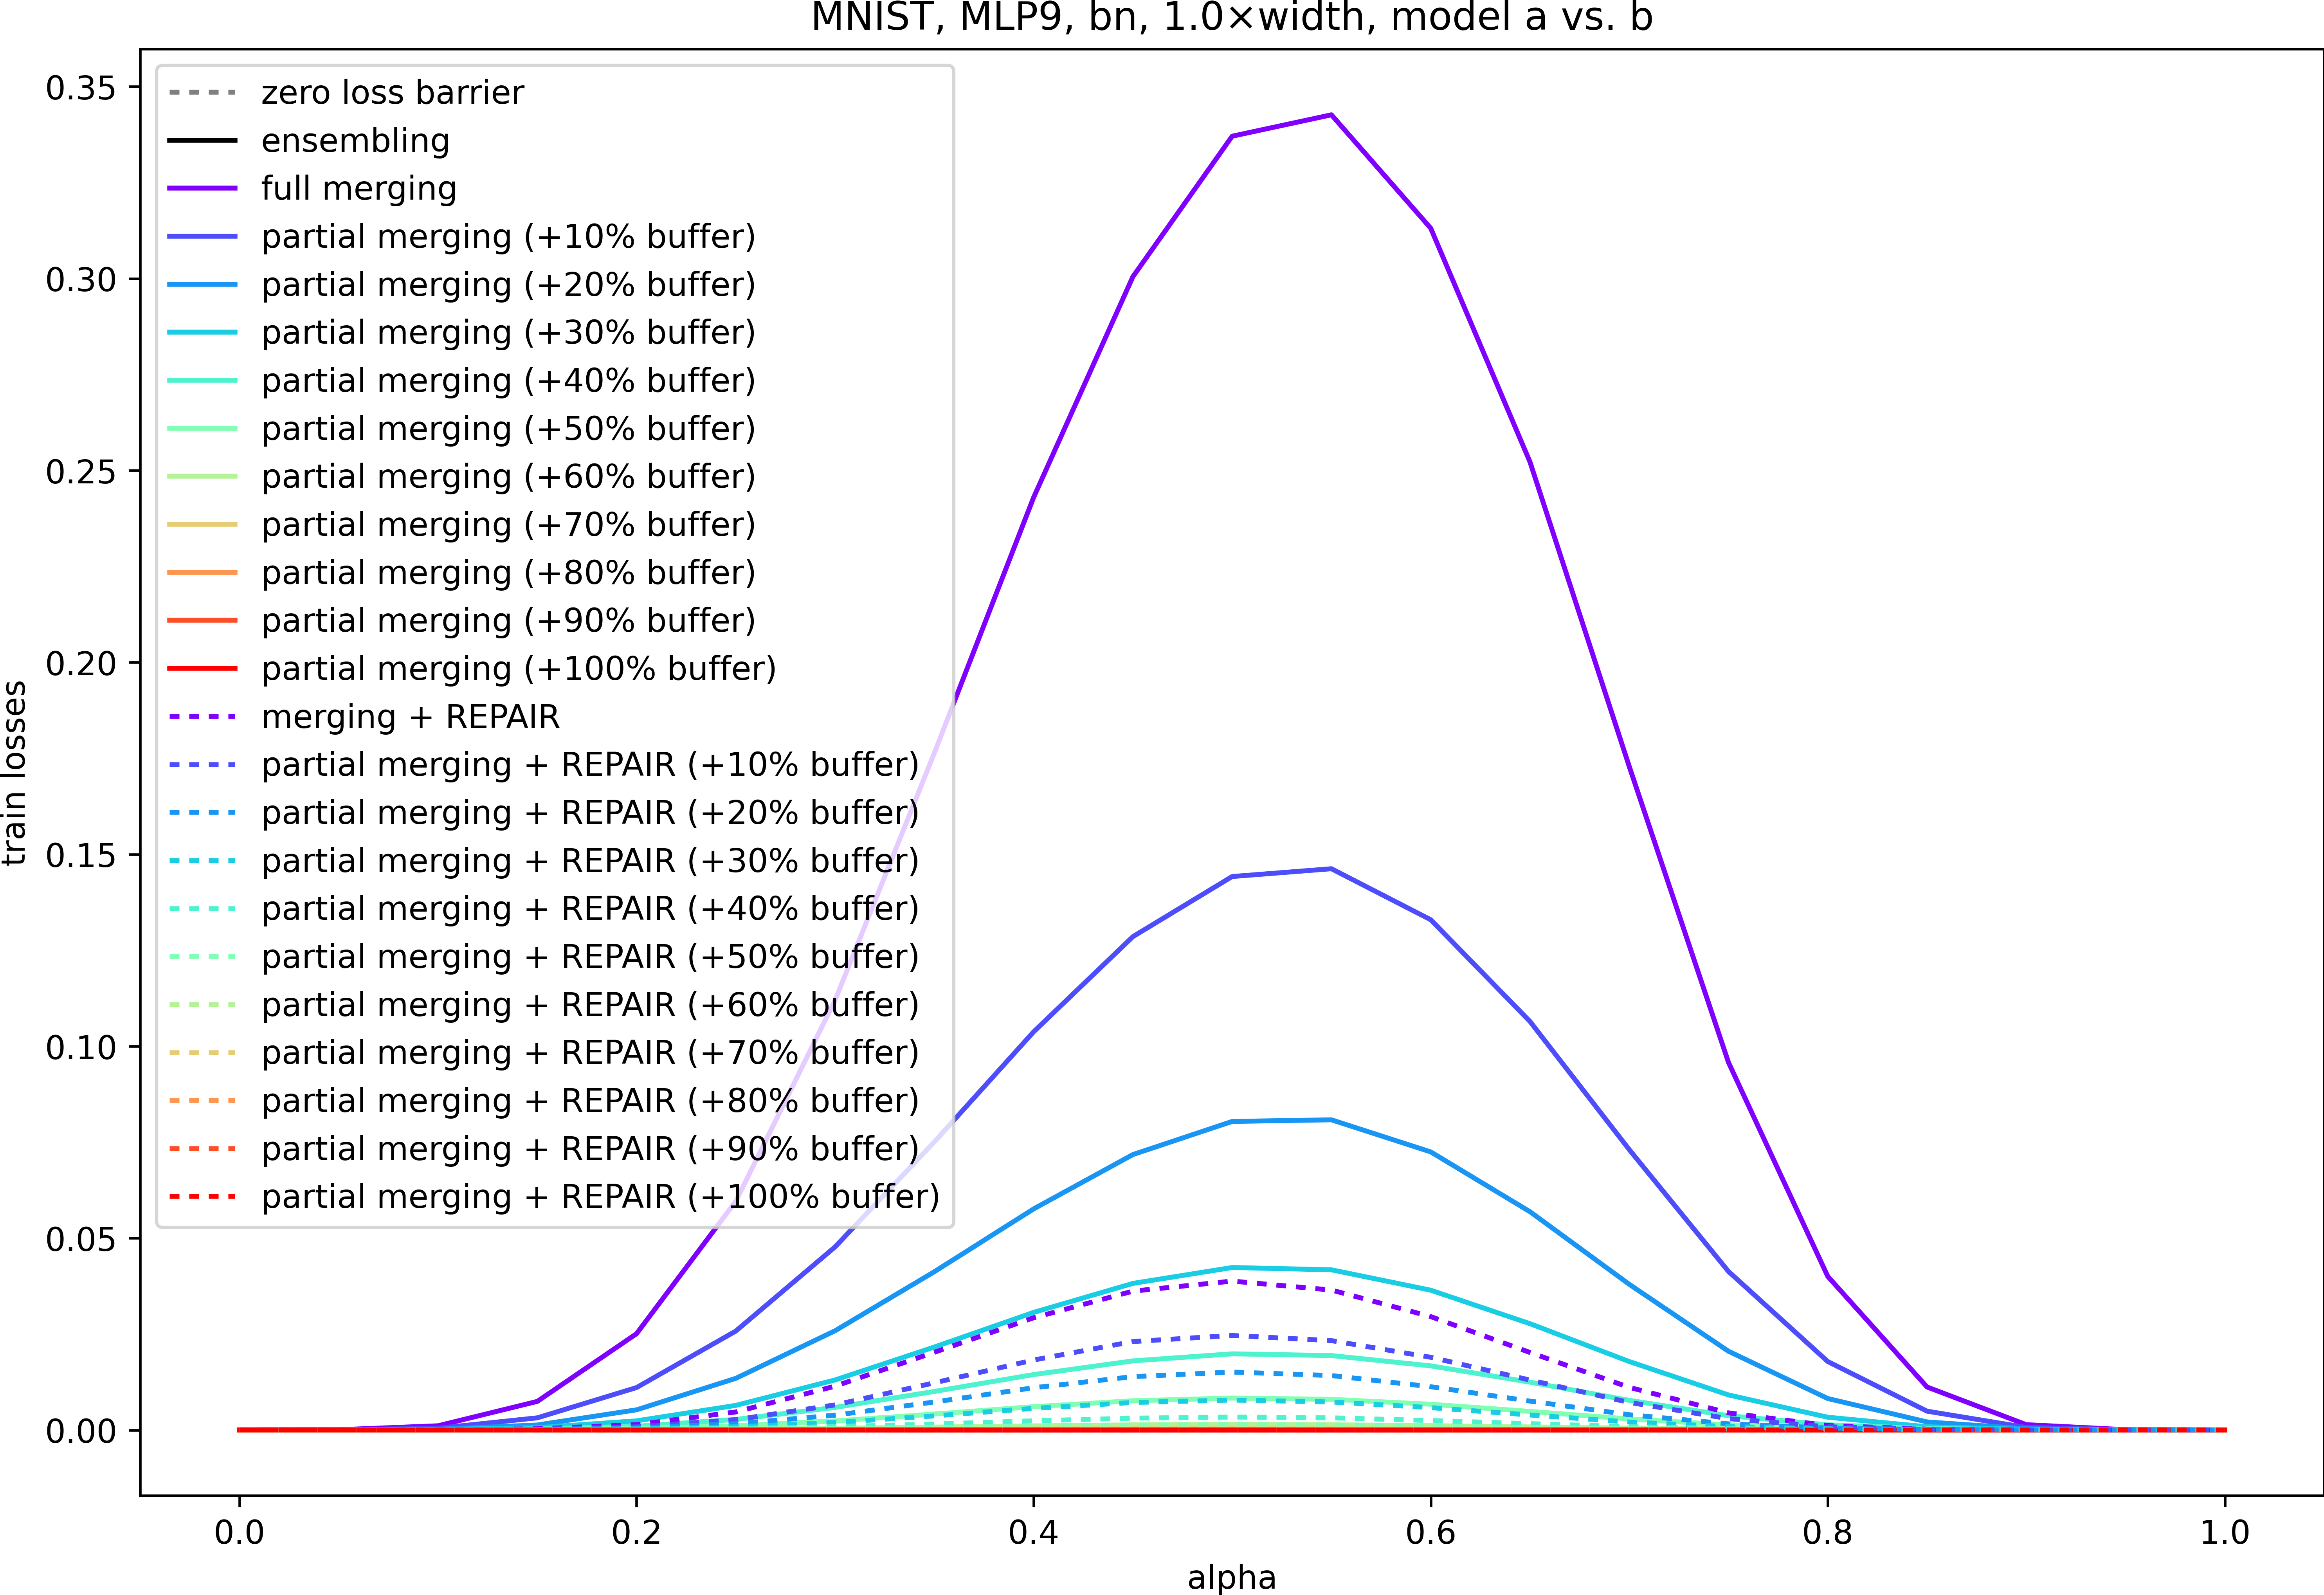 MNIST, MLP9, bn, 1.0×width, model a vs. b
0.35
0.30
0.25
0.20
0.15
0.10
0.05
0.00
train losses
zero loss barrier
ensembling
full merging
partial merging (+10% buffer)
partial merging (+20% buffer)
partial merging (+30% buffer)
partial merging (+40% buffer)
partial merging (+50% buffer)
partial merging (+60% buffer)
partial merging (+70% buffer)
partial merging (+80% buffer)
partial merging (+90% buffer)
partial merging (+100% buffer)
merging + REPAIR
partial merging + REPAIR (+10% buffer)
partial merging + REPAIR (+20% buffer)
partial merging + REPAIR (+30% buffer)
partial merging + REPAIR (+40% buffer)
partial merging + REPAIR (+50% buffer)
partial merging + REPAIR (+60% buffer)
partial merging + REPAIR (+70% buffer)
partial merging + REPAIR (+80% buffer)
partial merging + REPAIR (+90% buffer)
partial merging + REPAIR (+100% buffer)
0.0 0.2 0.4 0.6 0.8 1.0
alpha